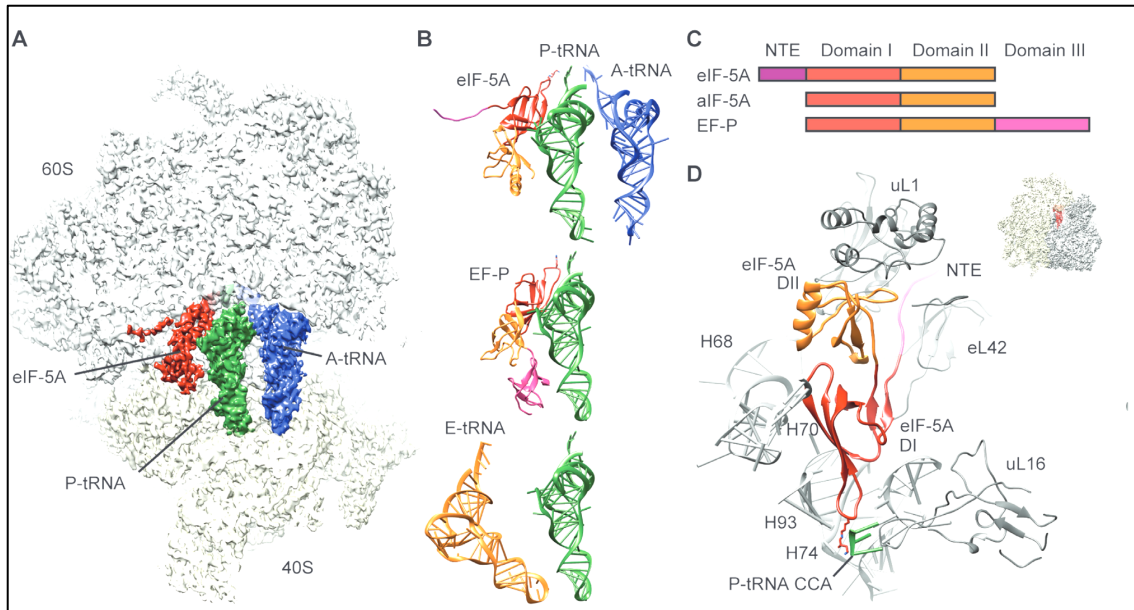 A
60S
eIF-5A
A-tRNA
P-tRNA
40S
B
P-tRNA
eIF-5A
A-tRNA
EF-P
E-tRNA
C
NTE Domain I Domain II Domain III
eIF-5A
aIF-5A
EF-P
D
uL1
eIF-5A
DII
NTE
H68
eL42
H70
eIF-5A
DI
uL16
H93
H74
P-tRNA CCA